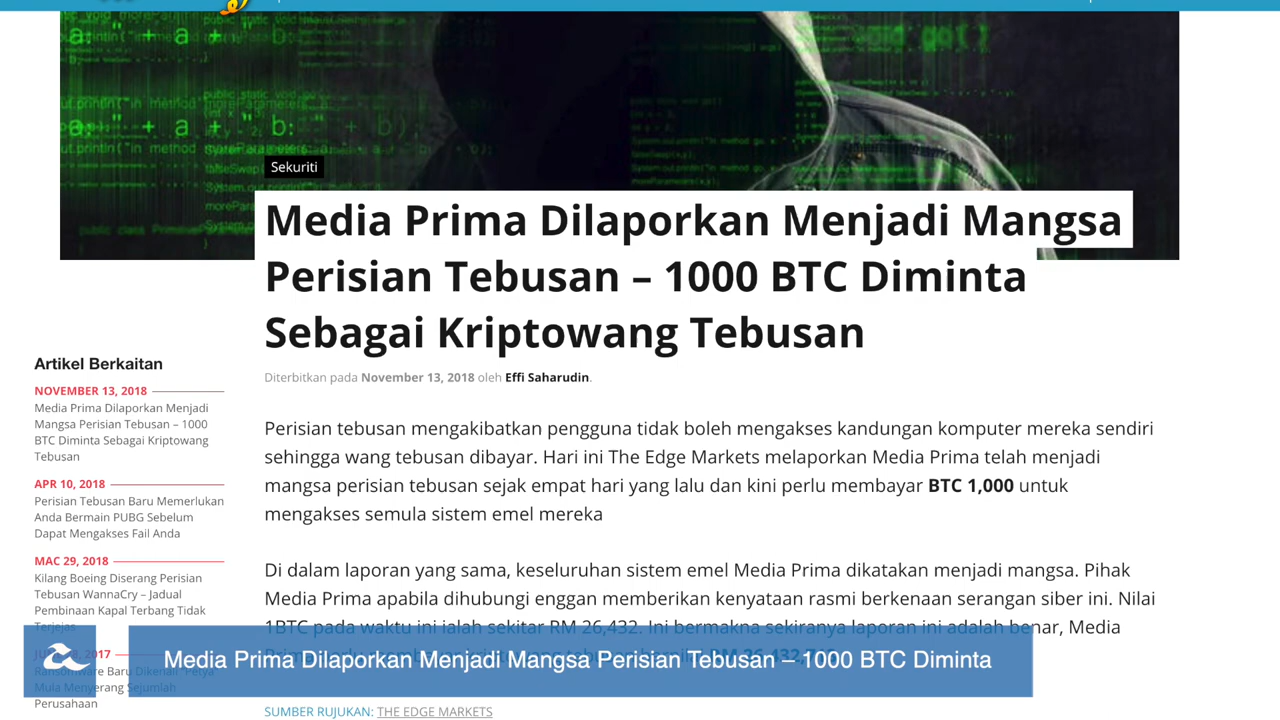 Sekuriti
Media Prima Dilaporkan Menjadi Mangsa
Perisian Tebusan – 1000 BTC Diminta
Sebagai Kriptowang Tebusan
Diterbitkan pada November 13, 2018 oleh Effi Saharudin.
Artikel Berkaitan
NOVEMBER 13, 2018
Media Prima Dilaporkan Menjadi
Mangsa Perisian Tebusan – 1000
BTC Diminta Sebagai Kriptowang
Tebusan
APR 10, 2018
Perisian Tebusan Baru Memerlukan
Anda Bermain PUBG Sebelum
Dapat Mengakses Fail Anda
MAC 29, 2018
Kilang Boeing Diserang Perisian
Tebusan WannaCry – Jadual
Pembinaan Kapal Terbang Tidak
Terjejas
2017
Ransomware Baru Dikenali Petya
Mula Menyerang Sejumlah
Perusahaan
Perisian tebusan mengakibatkan pengguna tidak boleh mengakses kandungan komputer mereka sendiri
sehingga wang tebusan dibayar. Hari ini The Edge Markets melaporkan Media Prima telah menjadi
mangsa perisian tebusan sejak empat hari yang lalu dan kini perlu membayar BTC 1,000 untuk
mengakses semula sistem emel mereka
Di dalam laporan yang sama, keseluruhan sistem emel Media Prima dikatakan menjadi mangsa. Pihak
Media Prima apabila dihubungi enggan memberikan kenyataan rasmi berkenaan serangan siber ini. Nilai
1BTC pada waktu ini ialah sekitar RM 26,432. Ini bermakna sekiranya laporan ini adalah benar, Media
SUMBER RUJUKAN: THE EDGE MARKETS
Media Prima Dilaporkan Menjadi Mangsa Perisian Tebusan – 1000 BTC Diminta